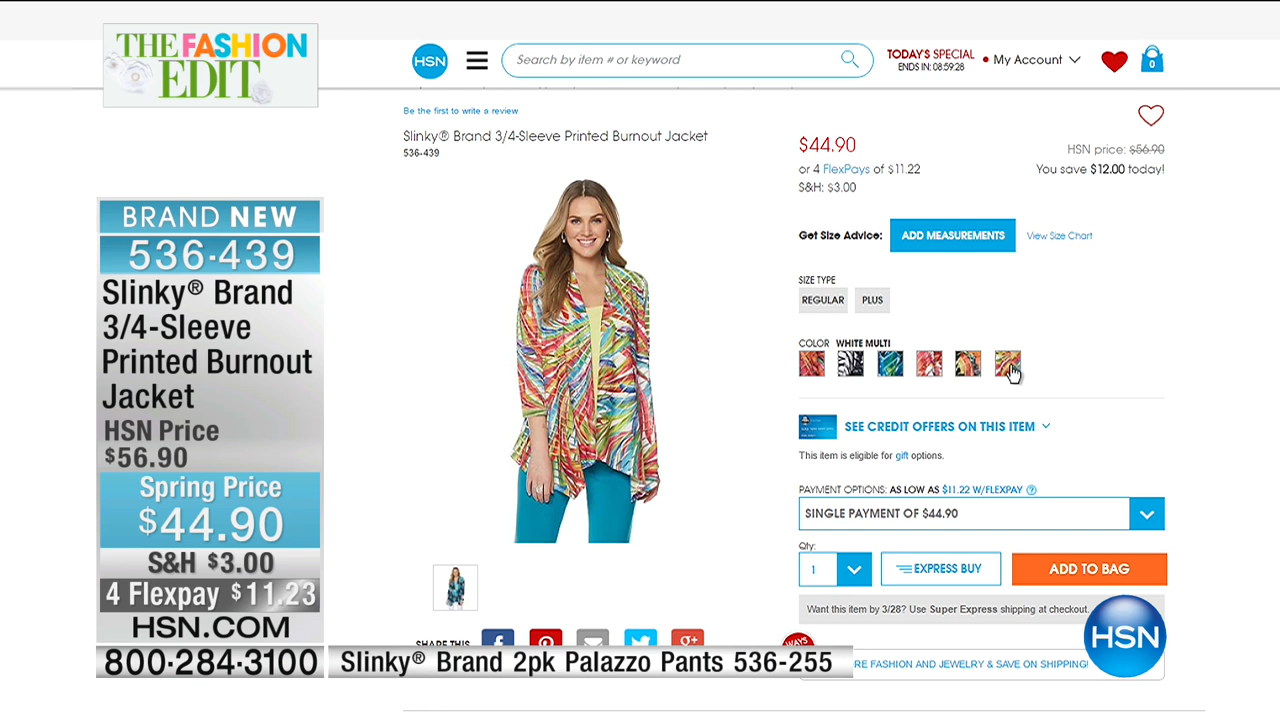 THE FASHION
EDIT
HSN
Search by item # or keyword
TODAY'S SPECIAL
ENDS IN: 08:59:28
My Account
0
Be the first to write a review
Slinky® Brand 3/4-Sleeve Printed Burnout Jacket
536-439
$44.90
HSN price: $56.90
or 4 FlexPays of $11.22
You save $12.00 today!
S&H: $3.00
Get Size Advice:
ADD MEASUREMENTS
View Size Chart
SIZE TYPE
REGULAR
PLUS
COLOR WHITE MULTI
SEE CREDIT OFFERS ON THIS ITEM
This item is eligible for gift options.
PAYMENT OPTIONS: AS LOW AS $11.22 W/FLEXPAY ?
SINGLE PAYMENT OF $44.90
Qty:
1
EXPRESS BUY
ADD TO BAG
Want this item by 3/28? Use Super Express shipping at checkout.
SHARE THIS
WAYS
RE FASHION AND JEWELRY & SAVE ON SHIPPING!
BRAND NEW
536-439
Slinky® Brand
3/4-Sleeve
Printed Burnout
Jacket
HSN Price
$56.90
Spring Price
$44.90
S&H $3.00
4 Flexpay $11.23
HSN.COM
800-284-3100
Slinky® Brand 2pk Palazzo Pants 536-255
HSN